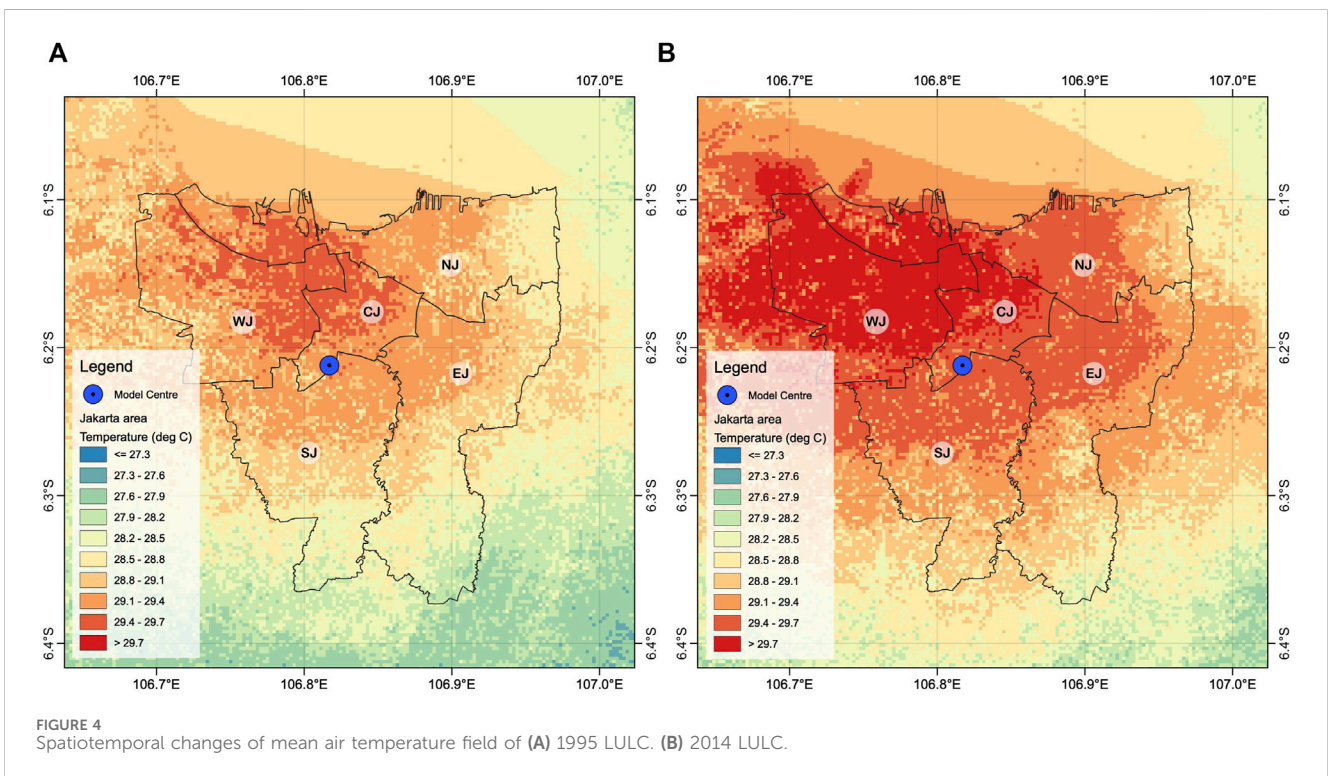 A
B
106.7°E 106.8°E 106.9°E 107.0°E
106.7°E 106.8°E 106.9°E 107.0°E
6.1°S
6.1°S
6.1°S
NJ
NJ
CJ
CJ
WJ
WJ
6.2°S
6.2°S
6.2°S
Legend
Legend
EJ
EJ
Model Centre
Model Centre
Jakarta area
Jakarta area
Temperature (deg C)
Temperature (deg C)
SJ
SJ
<= 27.3
<= 27.3
27.3 - 27.6
27.3 - 27.6
6.3°S
6.3°S
6.3°S
27.6 - 27.9
27.6 - 27.9
27.9 - 28.2
27.9 - 28.2
28.2 - 28.5
28.2 - 28.5
28.5 - 28.8
28.5 - 28.8
28.8 - 29.1
28.8 - 29.1
29.1 - 29.4
29.1 - 29.4
29.4 - 29.7
29.4 - 29.7
> 29.7
> 29.7
6.4°S
6.4°S
6.4°S
106.7°E 106.8°E 106.9°E 107.0°E
106.7°E 106.8°E 106.9°E 107.0°E
FIGURE 4
Spatiotemporal changes of mean air temperature field of (A) 1995 LULC. (B) 2014 LULC.